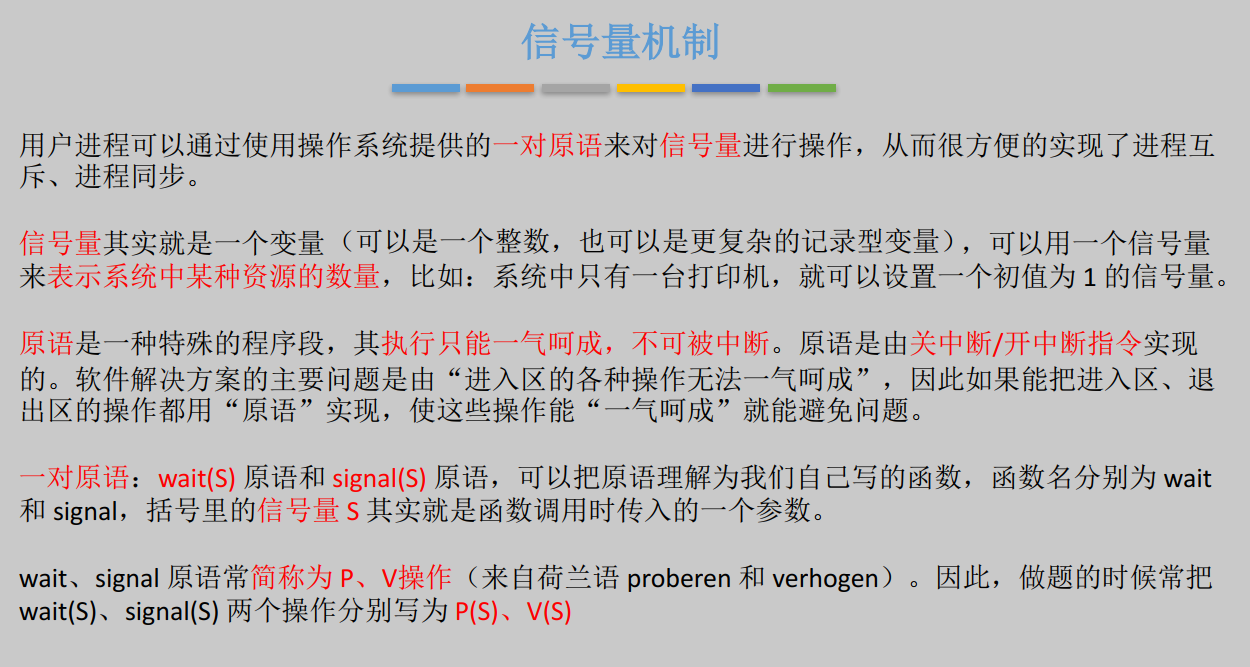 信号量机制
用户进程可以通过使用操作系统提供的一对原语来对信号量进行操作，从而很方便的实现了进程互
斥、进程同步。
信号量其实就是一个变量（可以是一个整数，也可以是更复杂的记录型变量），可以用一个信号量
来表示系统中某种资源的数量，比如：系统中只有一台打印机，就可以设置一个初值为 1 的信号量。
原语是一种特殊的程序段，其执行只能一气呵成，不可被中断。原语是由关中断/开中断指令实现
的。软件解决方案的主要问题是由“进入区的各种操作无法一气呵成”，因此如果能把进入区、退
出区的操作都用“原语”实现，使这些操作能“一气呵成”就能避免问题。
一对原语：wait(S) 原语和 signal(S) 原语，可以把原语理解为我们自己写的函数，函数名分别为 wait
和 signal，括号里的信号量 S 其实就是函数调用时传入的一个参数。
wait、signal 原语常简称为 P、V操作（来自荷兰语 proberen 和 verhogen）。因此，做题的时候常把
wait(S)、signal(S) 两个操作分别写为 P(S)、V(S)